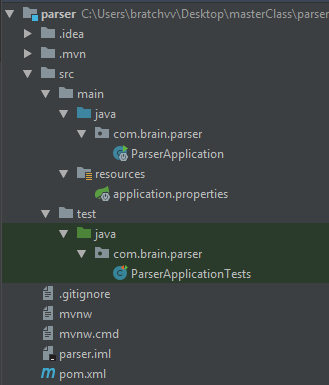 parser C:\Users\bratchvv\Desktop\masterClass\parser
.idea
.mvn
src
main
java
com.brain.parser
ParserApplication
resources
application.properties
test
java
com.brain.parser
ParserApplicationTests
.gitignore
mvnw
mvnw.cmd
parser.iml
m pom.xml